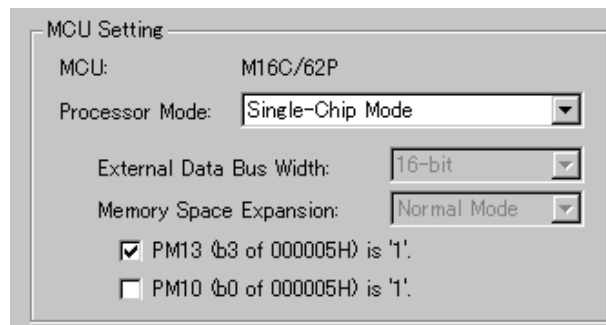 MCU Setting
MCU: M16C/62P
Processor Mode: Single-Chip Mode
External Data Bus Width: 16-bit
Memory Space Expansion: Normal Mode
PM13 (b3 of 000005H) is '1'.
PM10 (b0 of 000005H) is '1'.